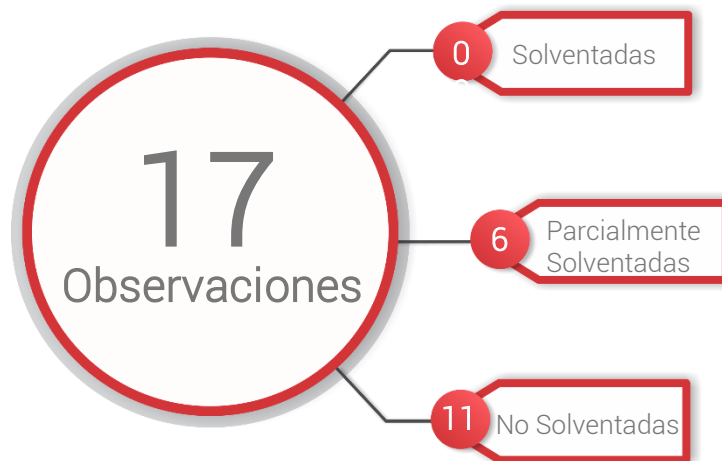 17
Observaciones
0
Solventadas
6
Parcialmente
Solventadas
11
No Solventadas